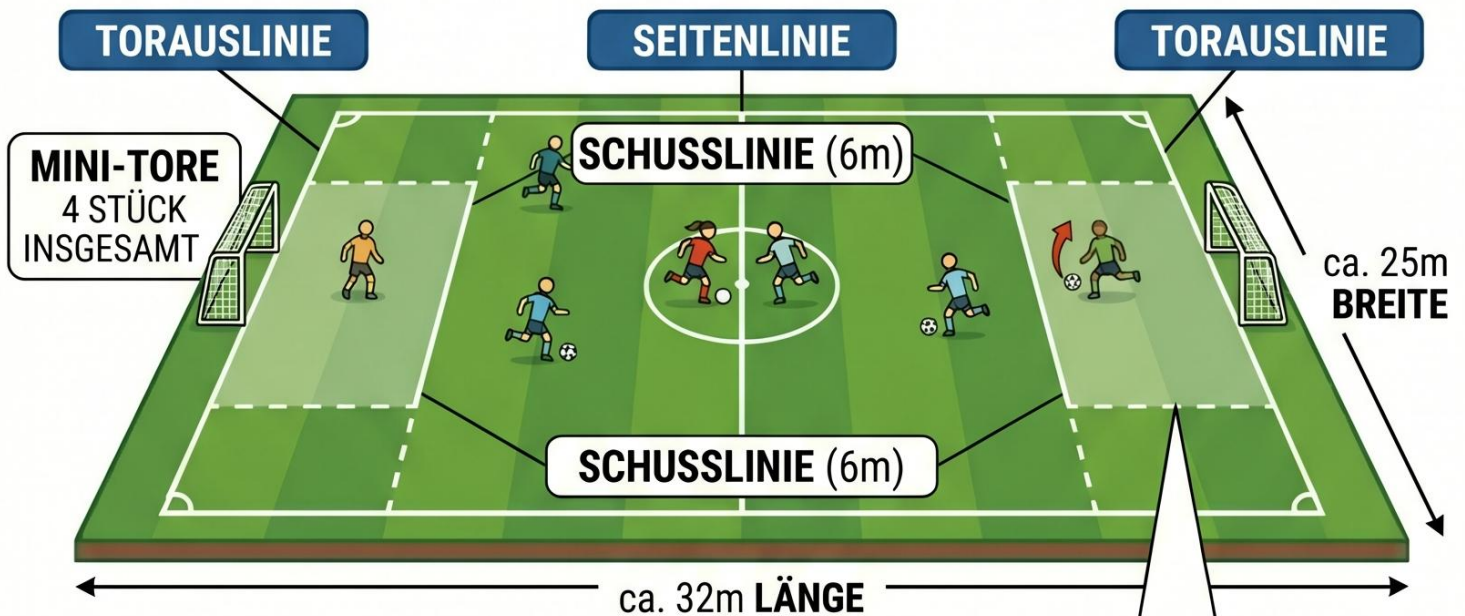 TORAUSLINIE
SEITENLINIE
TORAUSLINIE
MINI-TORE
4 STÜCK
INSGESAMT
SCHUSSLINIE (6m)
ca. 25m
BREITE
SCHUSSLINIE (6m)
ca. 32m LÄNGE